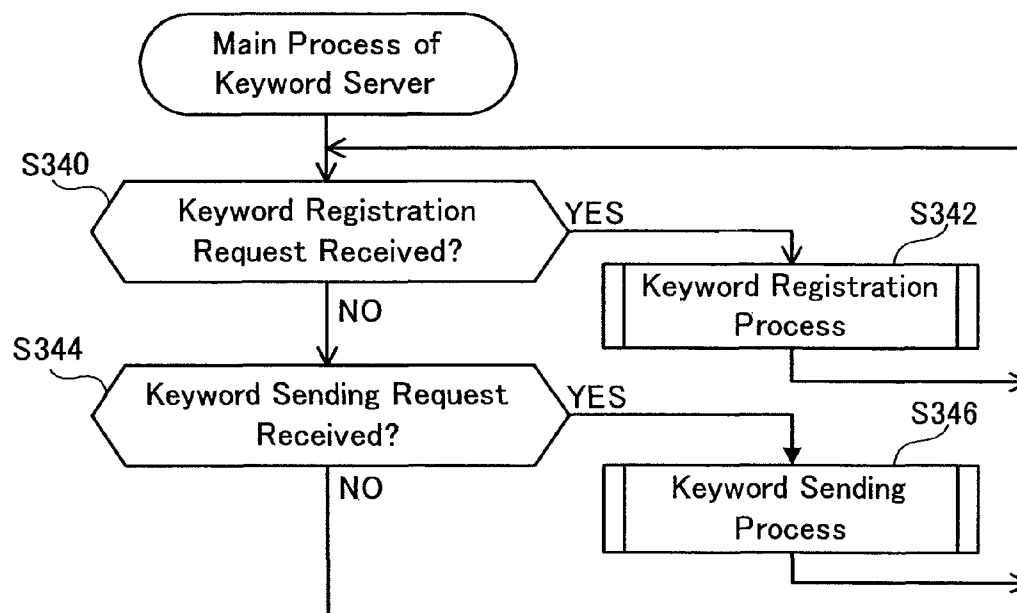 Main Process of
Keyword Server
S340
Keyword Registration
Request Received?
YES
S342
Keyword Registration
Process
NO
S344
Keyword Sending Request
Received?
YES
S346
Keyword Sending
Process
NO